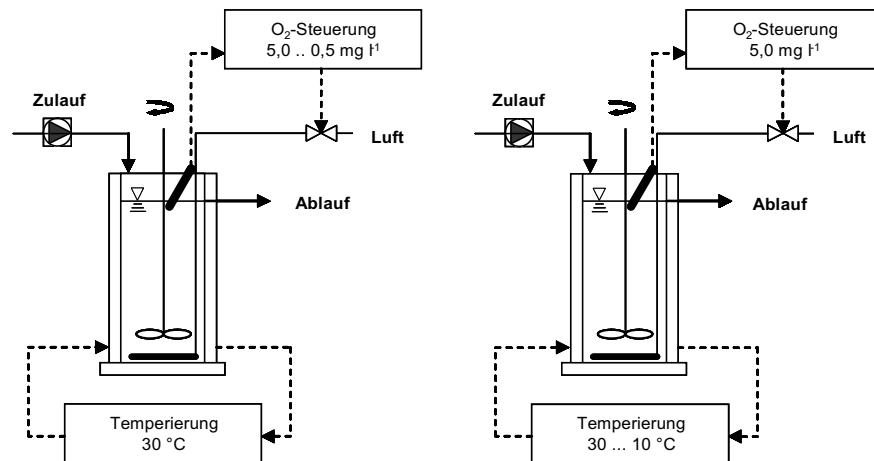 O₂-Steuerung
5,0 .. 0,5 mg l⁻¹
Zulauf
Luft
Ablauf
Temperierung
30 °C
O₂-Steuerung
5,0 mg l⁻¹
Zulauf
Luft
Ablauf
Temperierung
30 ... 10 °C